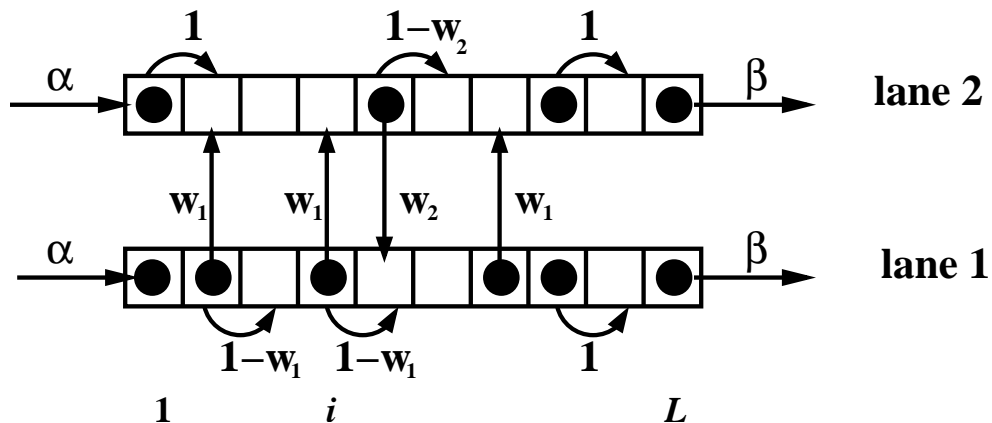 1 1−w₂ 1
α β lane 2
w₁ w₁ w₂ w₁
α β lane 1
1−w₁ 1−w₁ 1
1 i L